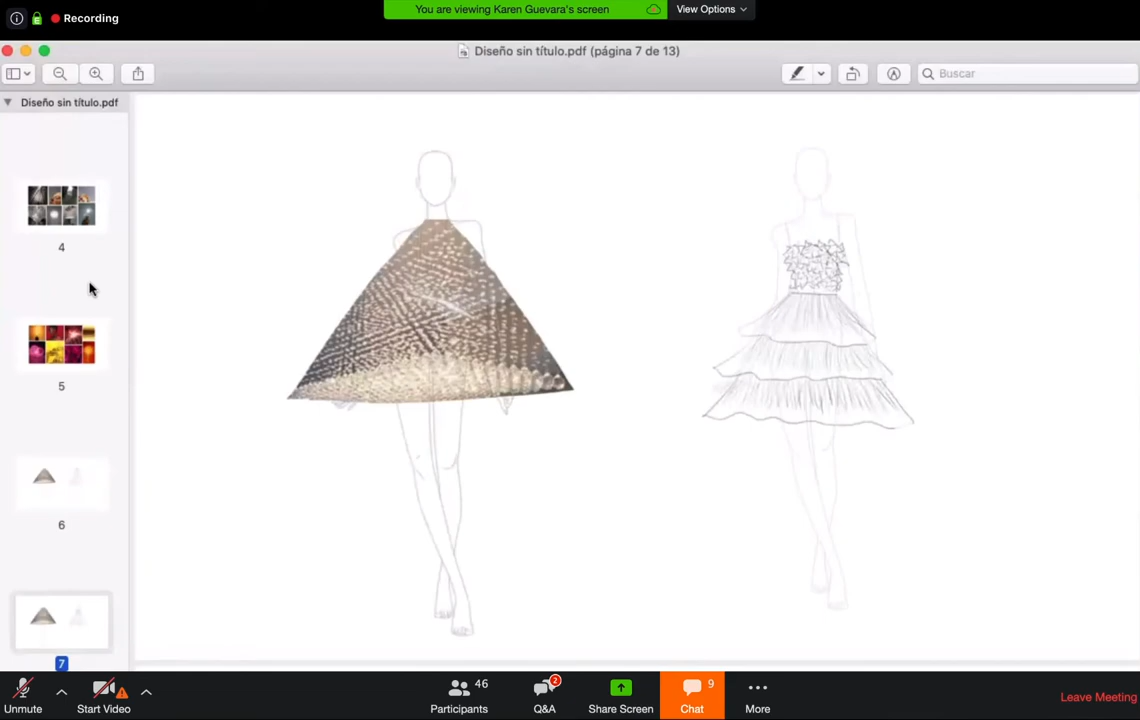 Recording
You are viewing Karen Guevara's screen
View Options
Diseño sin título.pdf (página 7 de 13)
Buscar
Diseño sin título.pdf
4
5
6
7
Unmute
Start Video
46
Participants
2
Q&A
Share Screen
9
Chat
More
Leave Meeting